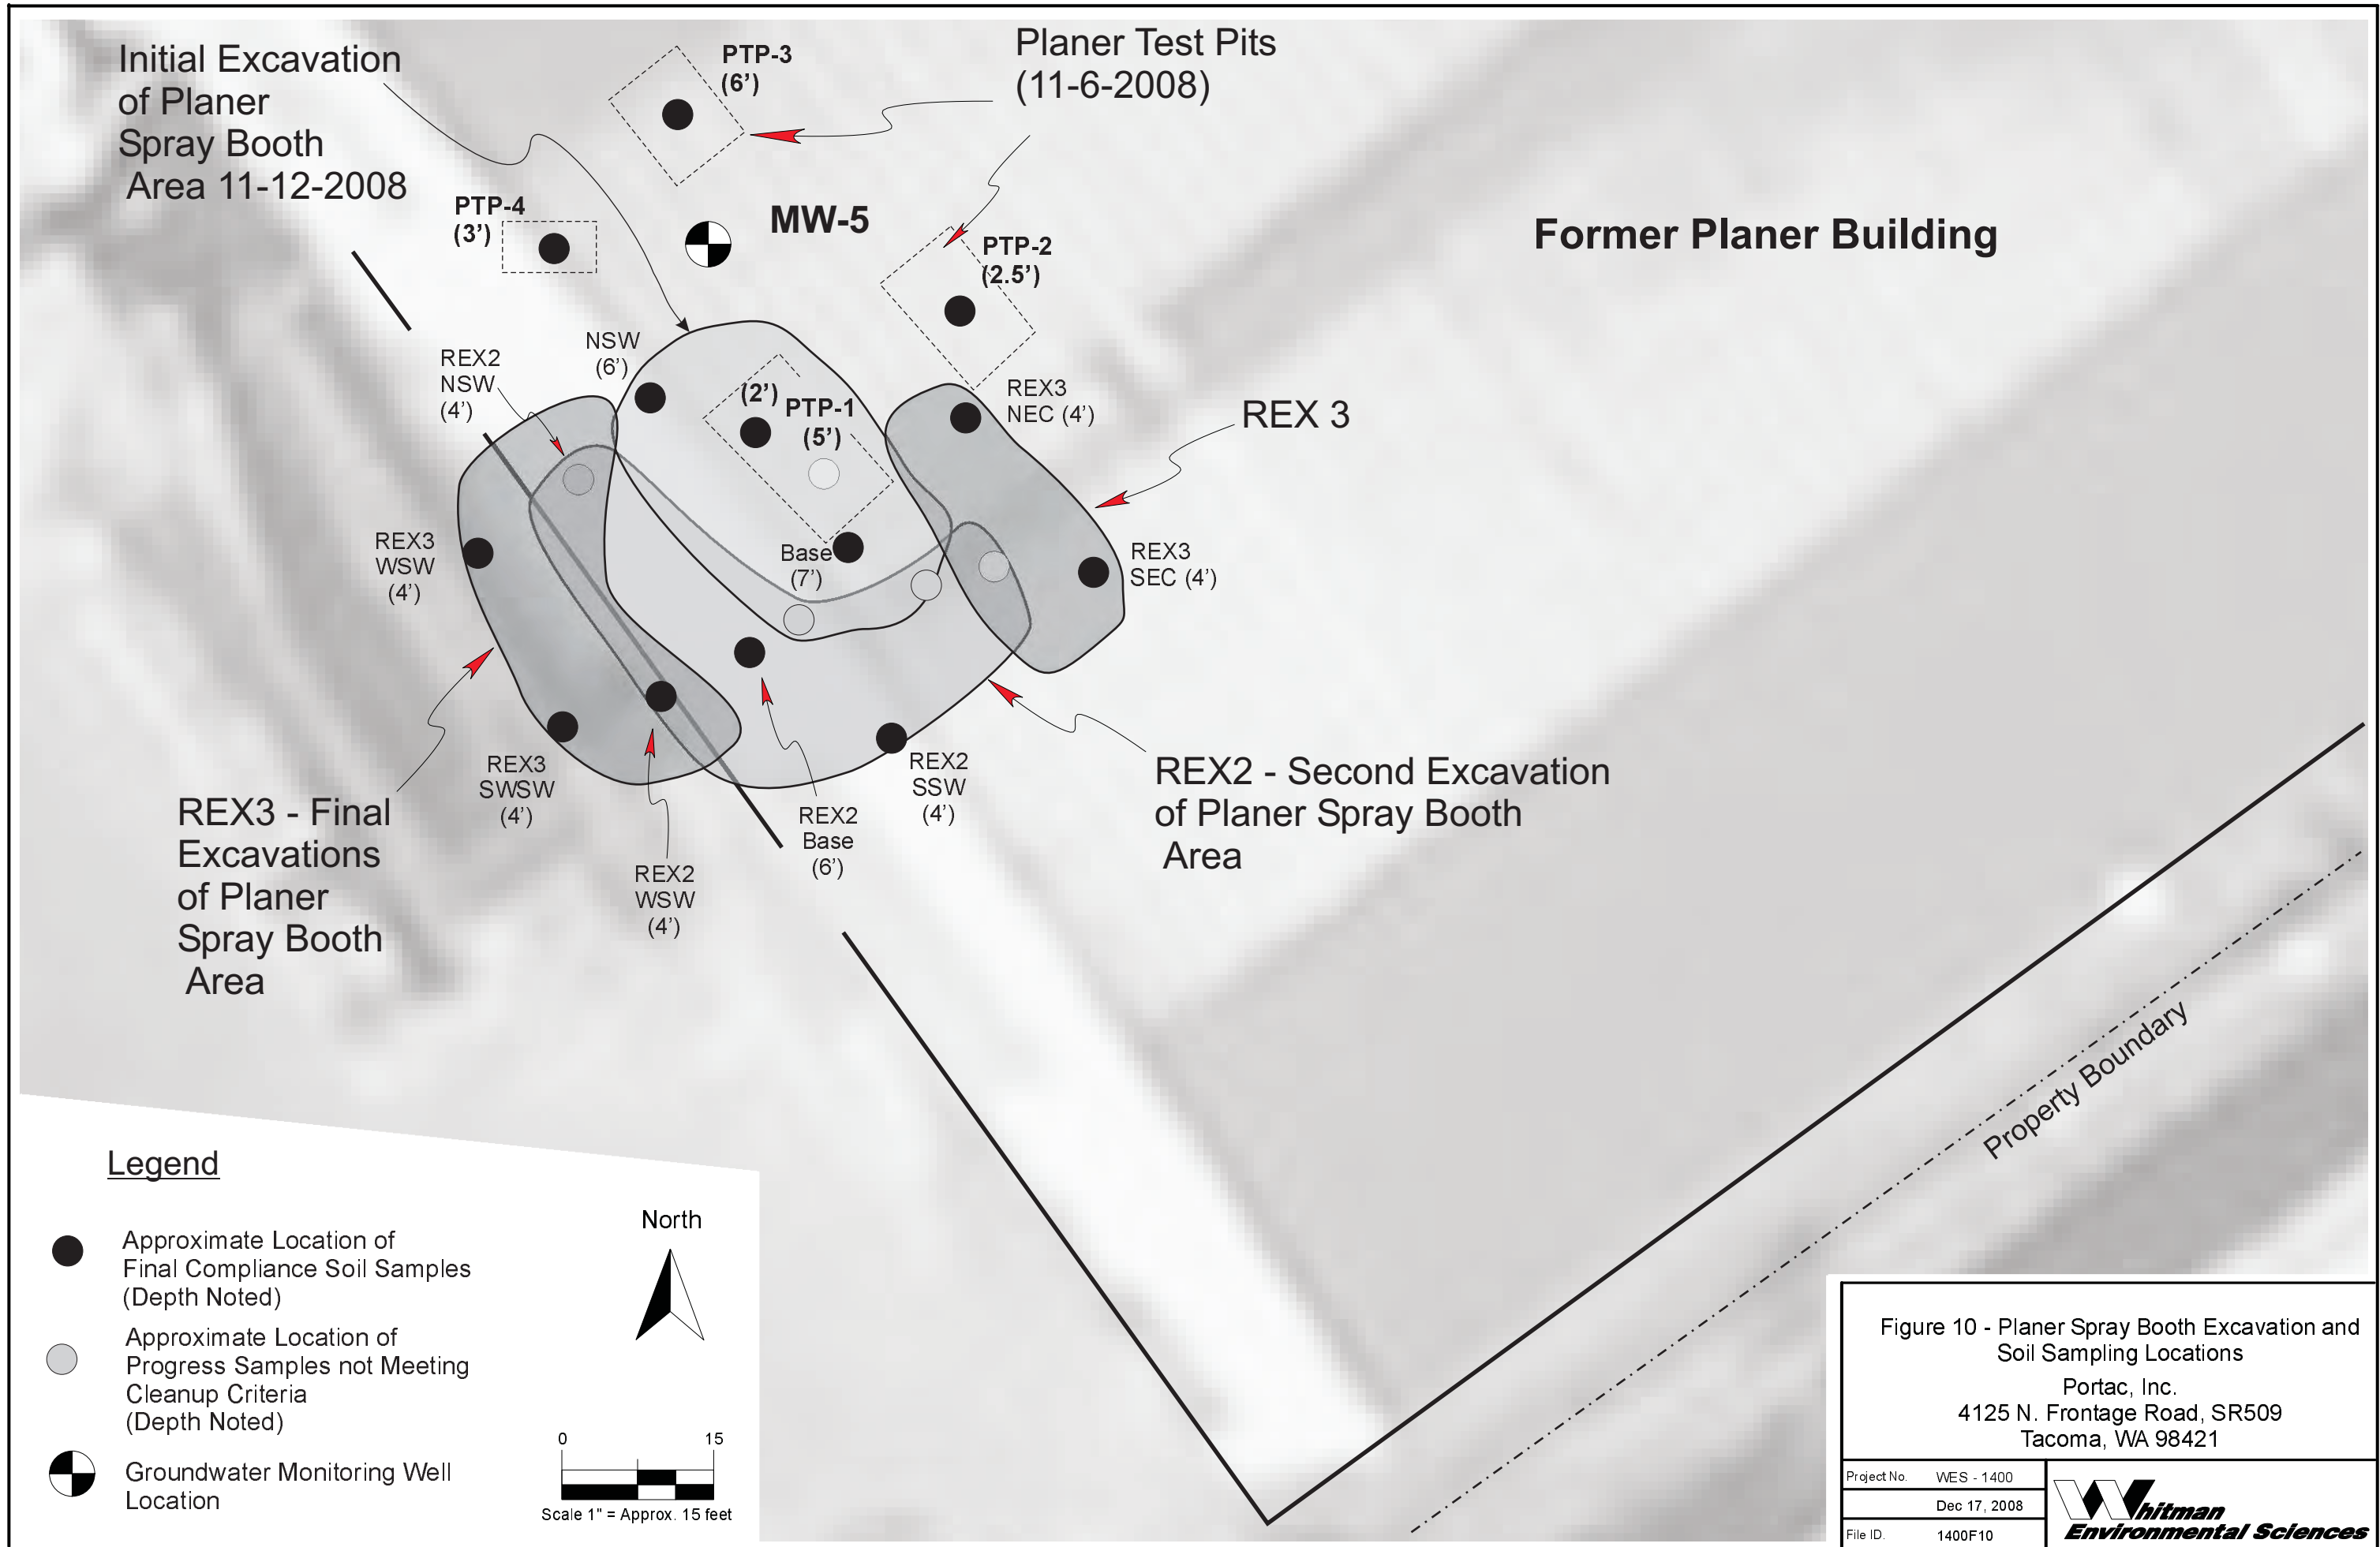 Initial Excavation
of Planer
Spray Booth
Area 11-12-2008
PTP-3
(6’)
Planer Test Pits
(11-6-2008)
PTP-4
(3’)
MW-5
PTP-2
(2.5’)
Former Planer Building
NSW
(6’)
REX2
NSW
(4’)
(2’)
PTP-1
(5’)
REX3
NEC (4’)
REX 3
REX3
WSW
(4’)
Base
(7’)
REX3
SEC (4’)
REX3
SWSW
(4’)
REX2
WSW
(4’)
REX2
Base
(6’)
REX2
SSW
(4’)
REX2 - Second Excavation
of Planer Spray Booth
Area
REX3 - Final
Excavations
of Planer
Spray Booth
Area
Property Boundary
Legend
Approximate Location of
Final Compliance Soil Samples
(Depth Noted)
Approximate Location of
Progress Samples not Meeting
Cleanup Criteria
(Depth Noted)
Groundwater Monitoring Well
Location
North
0 15
Scale 1" = Approx. 15 feet
Figure 10 - Planer Spray Booth Excavation and
Soil Sampling Locations
Portac, Inc.
4125 N. Frontage Road, SR509
Tacoma, WA 98421
Project No. WES - 1400
Dec 17, 2008
File ID. 1400F10
Whitman
Environmental Sciences